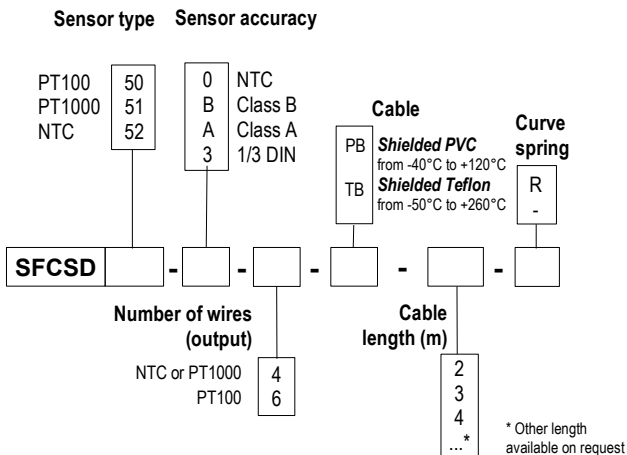 Sensor type
Sensor accuracy
PT100 50
PT1000 51
NTC 52
0 NTC
B Class B
A Class A
3 1/3 DIN
Cable
PB Shielded PVC
from -40°C to +120°C
TB Shielded Teflon
from -50°C to +260°C
Curve
spring
R
-
SFCSD - - - - -
Number of wires
(output)
NTC or PT1000 4
PT100 6
Cable
length (m)
2
3
4
...*
* Other length
available on request